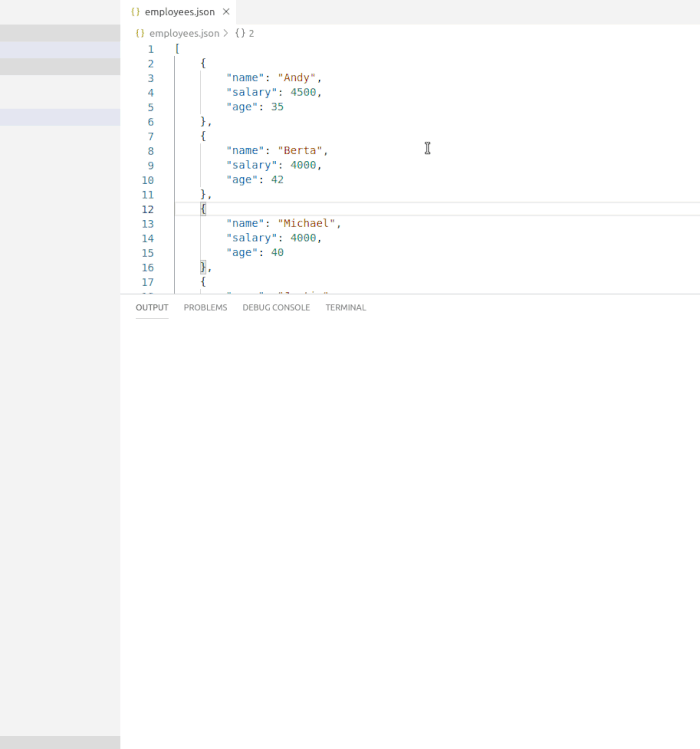 employees.json
employees.json > {} 2
1 [
2 {
3 "name": "Andy",
4 "salary": 4500,
5 "age": 35
6 },
7 {
8 "name": "Berta",
9 "salary": 4000,
10 "age": 42
11 },
12 {
13 "name": "Michael",
14 "salary": 4000,
15 "age": 40
16 },
17 {
OUTPUT PROBLEMS DEBUG CONSOLE TERMINAL